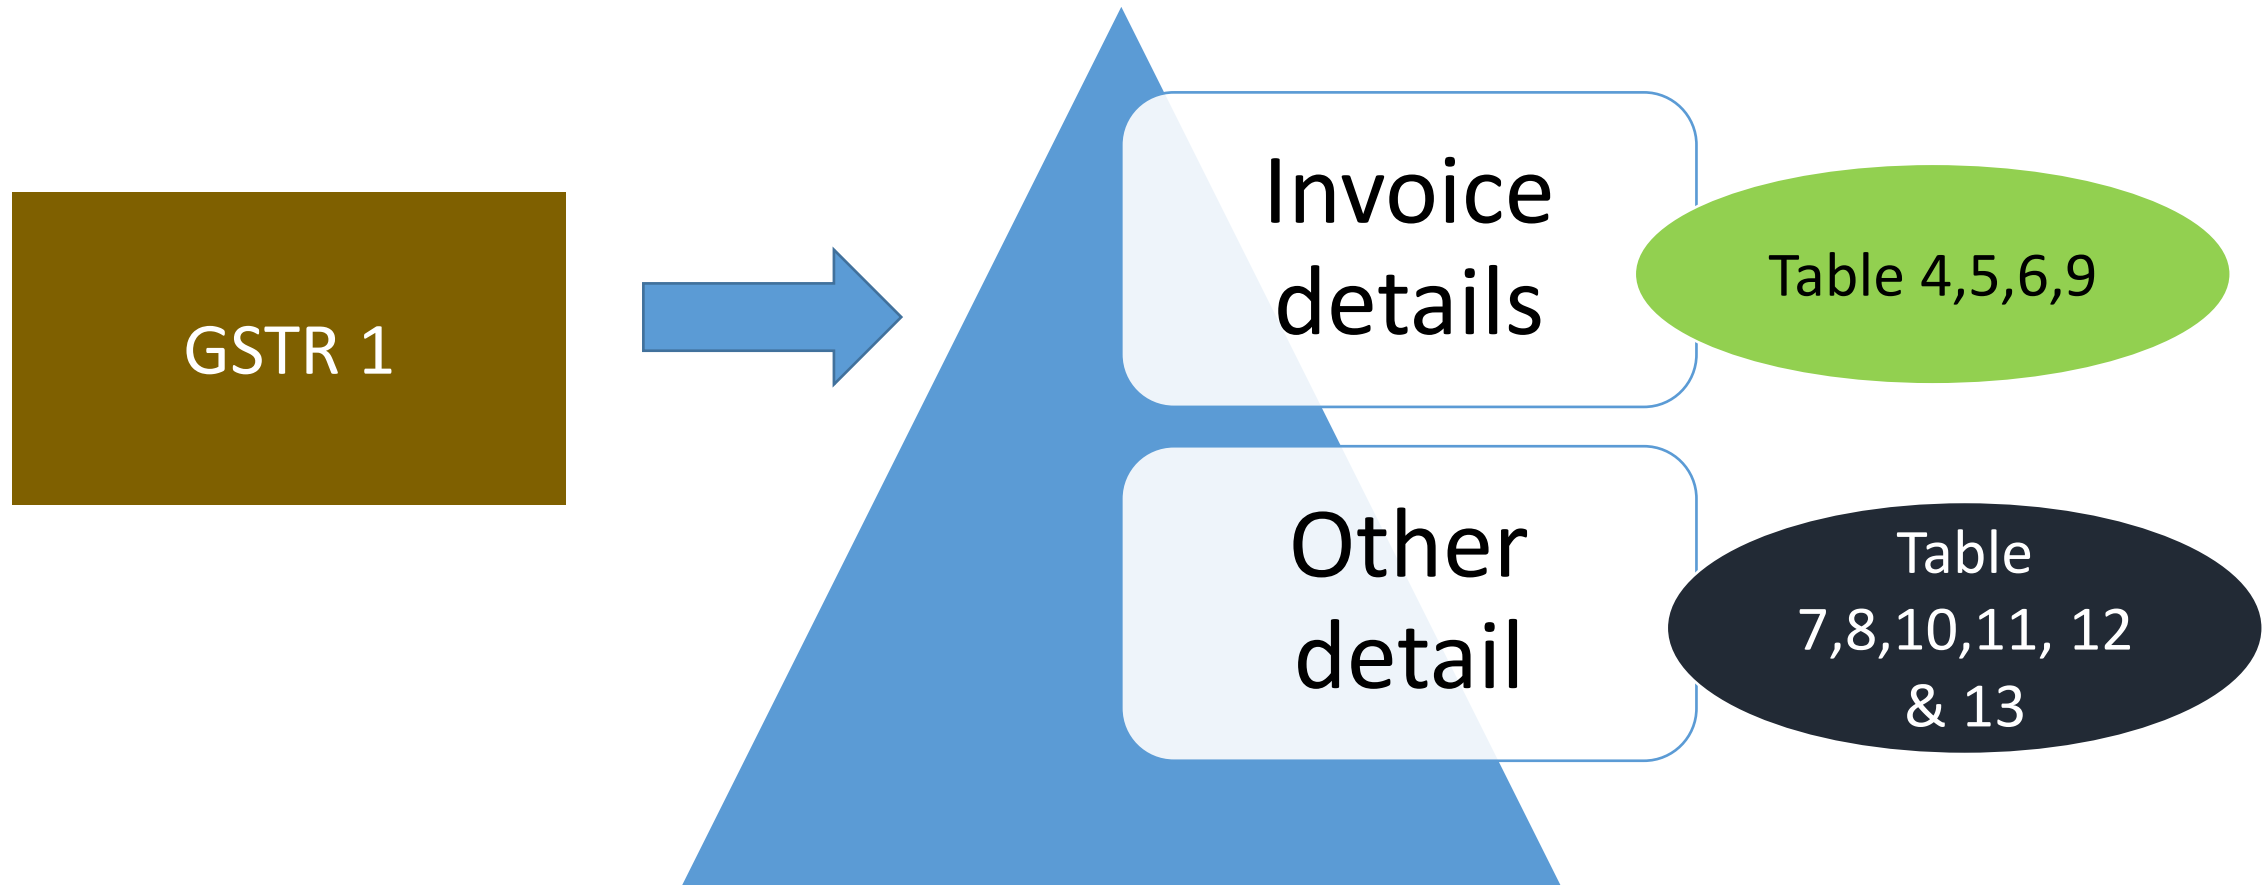 GSTR 1
Invoice
details
Table 4,5,6,9
Other
detail
Table
7,8,10,11, 12
& 13